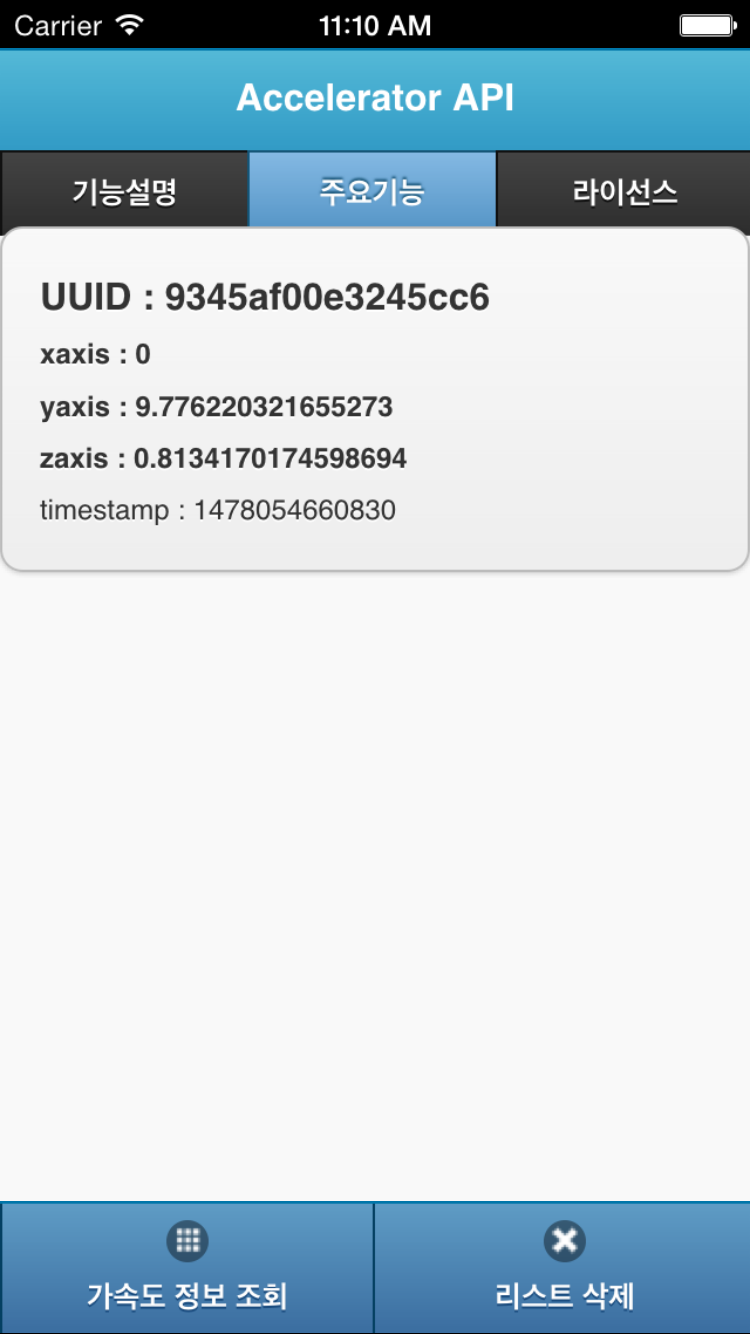 Carrier 11:10 AM
Accelerator API
기능설명 주요기능 라이선스
UUID : 9345af00e3245cc6
xaxis : 0
yaxis : 9.776220321655273
zaxis : 0.8134170174598694
timestamp : 1478054660830
가속도 정보 조회 리스트 삭제